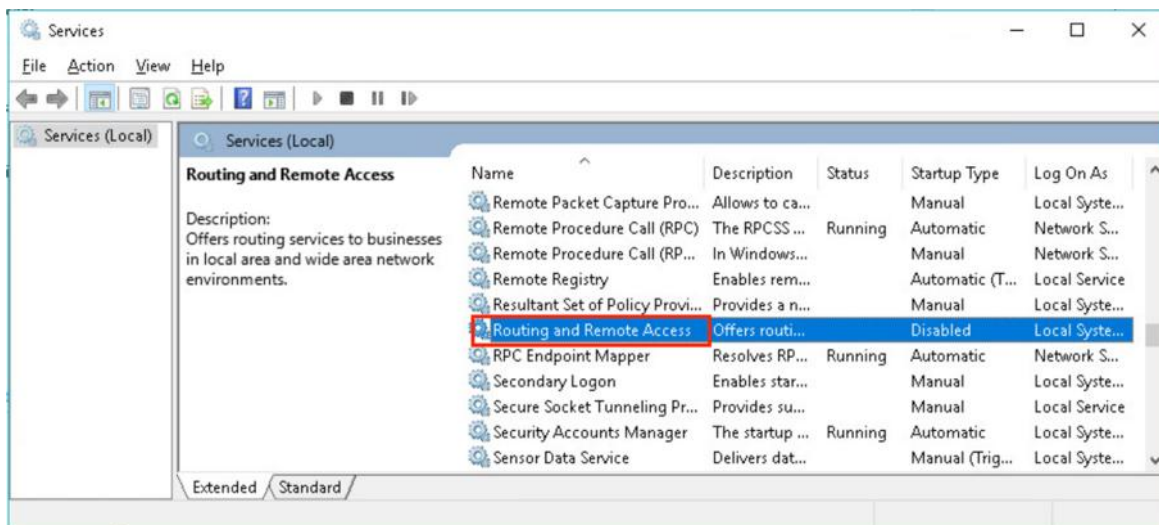 Services
File Action View Help
Services (Local)
Services (Local)
Routing and Remote Access
Description:
Offers routing services to businesses
in local area and wide area network
environments.
Name Description Status Startup Type Log On As
Remote Packet Capture Pro... Allows to ca... Manual Local Syste...
Remote Procedure Call (RPC) The RPCSS ... Running Automatic Network S...
Remote Procedure Call (RP... In Windows... Manual Network S...
Remote Registry Enables rem... Automatic (T... Local Service
Resultant Set of Policy Provi... Provides a n... Manual Local Syste...
Routing and Remote Access Offers routi... Disabled Local Syste...
RPC Endpoint Mapper Resolves RP... Running Automatic Network S...
Secondary Logon Enables star... Manual Local Syste...
Secure Socket Tunneling Pr... Provides su... Manual Local Service
Security Accounts Manager The startup ... Running Automatic Local Syste...
Sensor Data Service Delivers dat... Manual (Trig... Local Syste...
Extended Standard